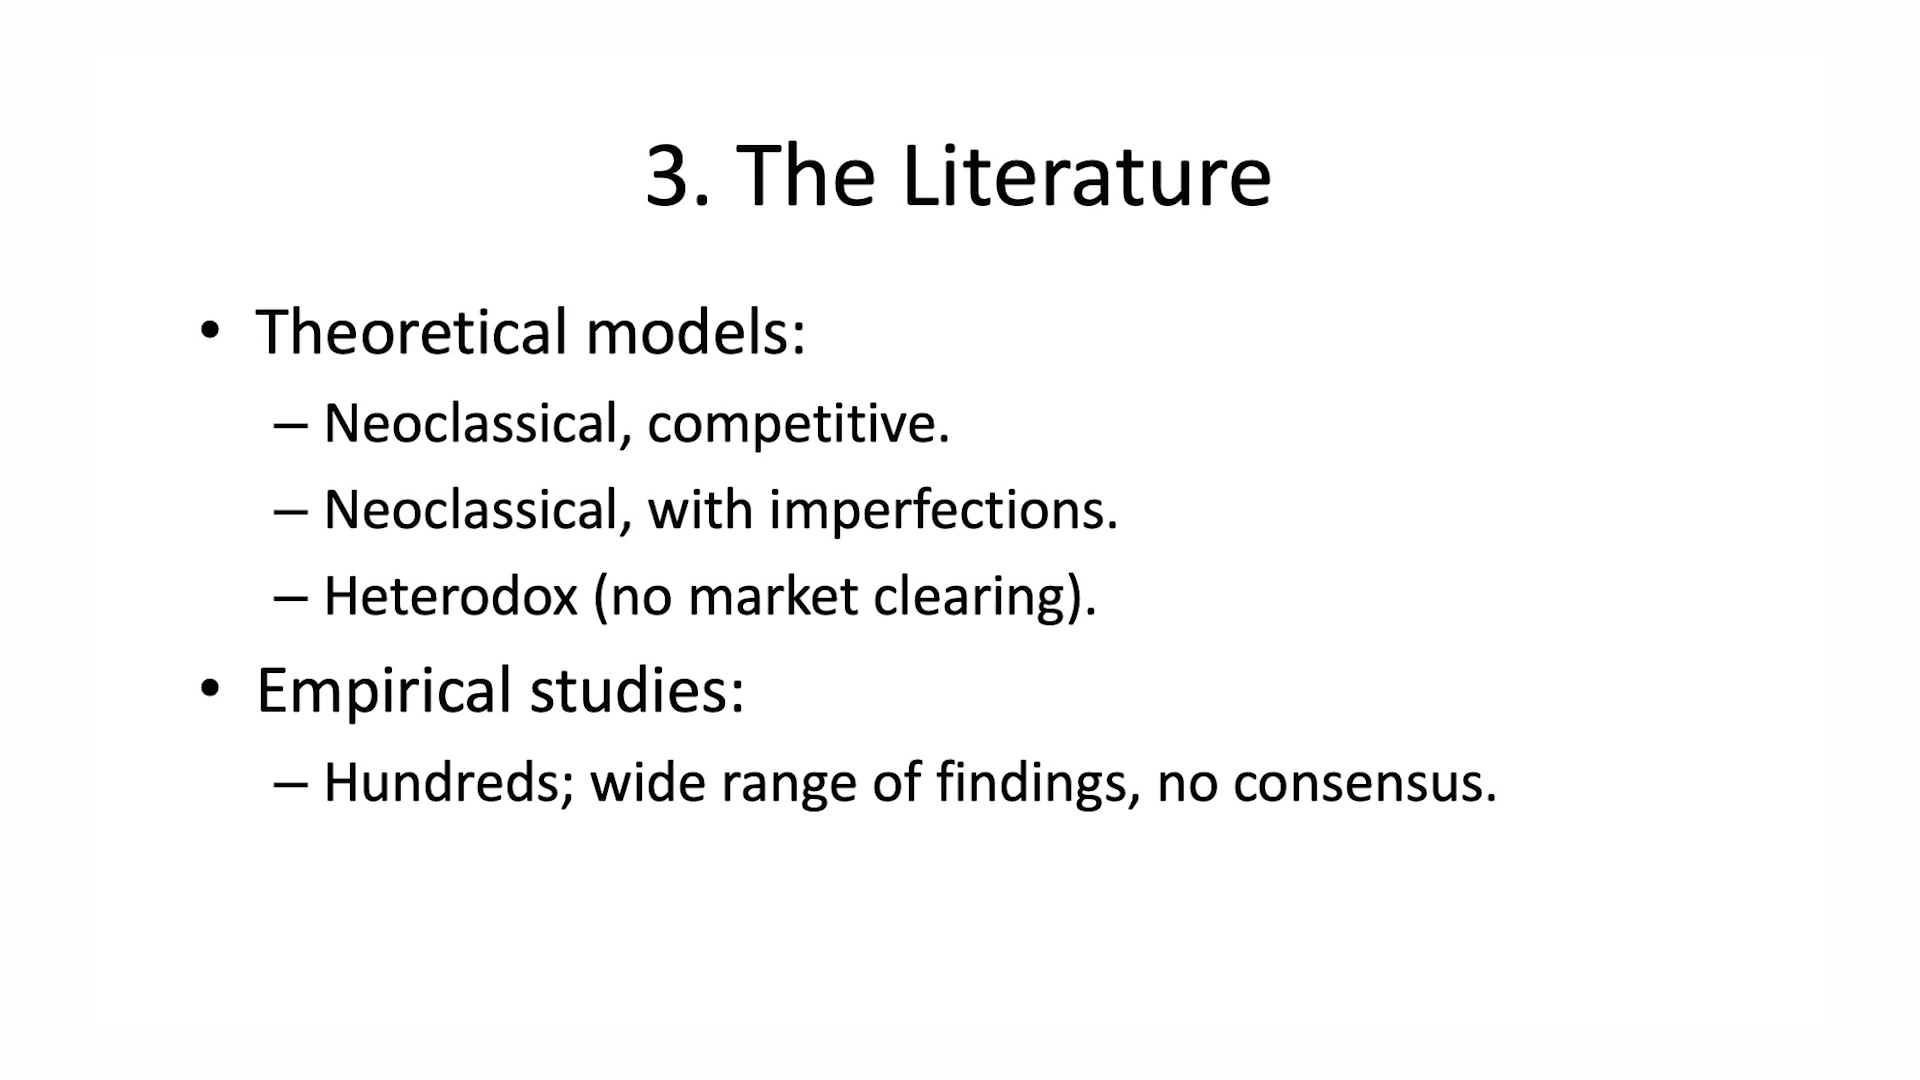 3. The Literature
• Theoretical models:
– Neoclassical, competitive.
– Neoclassical, with imperfections.
– Heterodox (no market clearing).
• Empirical studies:
– Hundreds; wide range of findings, no consensus.